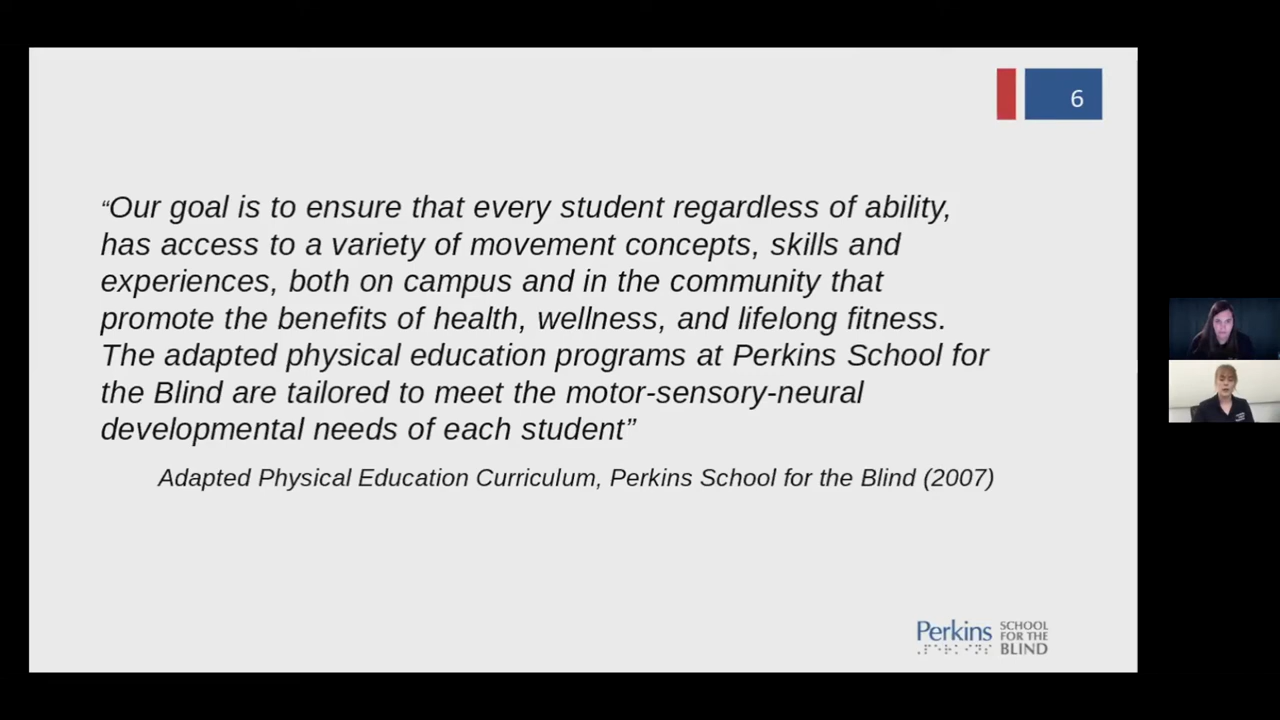 6
“Our goal is to ensure that every student regardless of ability,
has access to a variety of movement concepts, skills and
experiences, both on campus and in the community that
promote the benefits of health, wellness, and lifelong fitness.
The adapted physical education programs at Perkins School for
the Blind are tailored to meet the motor-sensory-neural
developmental needs of each student”
Adapted Physical Education Curriculum, Perkins School for the Blind (2007)
Perkins
SCHOOL
FOR THE
BLIND